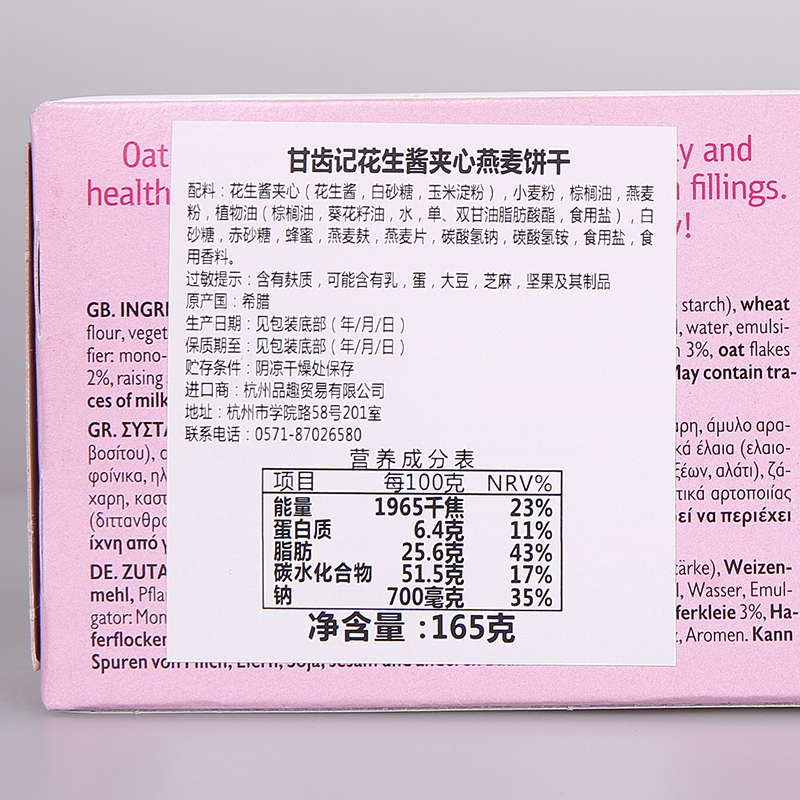 Oat
ty and
health
fillings.
y!
甘齿记花生酱夹心燕麦饼干
配料：花生酱夹心（花生酱，白砂糖，玉米淀粉），小麦粉，棕榈油，燕麦
粉，植物油（棕榈油，葵花籽油，水，单、双甘油脂肪酸酯，食用盐），白
砂糖，赤砂糖，蜂蜜，燕麦麸，燕麦片，碳酸氢钠，碳酸氢铵，食用盐，食
用香料。
过敏提示：含有麸质，可能含有乳，蛋，大豆，芝麻，坚果及其制品
原产国：希腊
生产日期：见包装底部（年/月/日）
保质期至：见包装底部（年/月/日）
贮存条件：阴凉干燥处保存
进口商：杭州品趣贸易有限公司
地址：杭州市学院路58号201室
联系电话：0571-87026580
营养成分表
项目 每100克 NRV%
能量 1965千焦 23%
蛋白质 6.4克 11%
脂肪 25.6克 43%
碳水化合物 51.5克 17%
钠 700毫克 35%
净含量：165克
GB. INGRE
starch), wheat
flour, veget
water, emulsi-
fier: mono-
3%, oat flakes
2%, raising
May contain tra-
ces of milk
GR. ΣΥΣΤΑ
άμυλο αρα-
βοσίτου),
έλαια (ελαιο-
φοίνικα, ηλ
αλάτι), ζά-
χαρη, καστ
αρτοποιίας
(διττανθρα
να περιέχει
ίχνη από γ
DE. ZUTA
Weizen-
mehl, Pflan
Wasser, Emul-
gator: Mon
ferkleie 3%, Ha-
ferflocken
Aromen. Kann
Spuren von